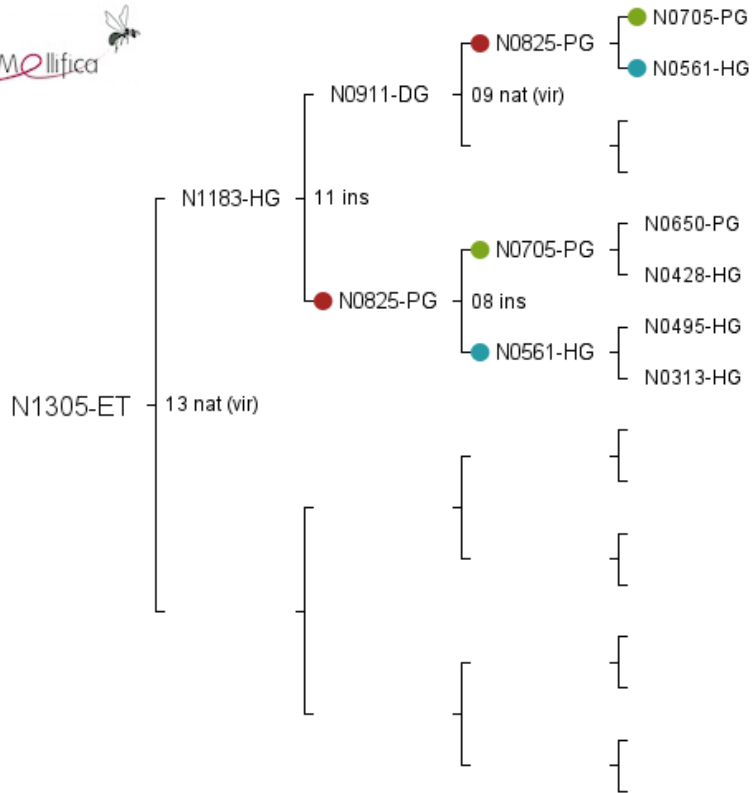 Mellifica
N0705-PG
N0825-PG
N0561-HG
N0911-DG
09 nat (vir)
N1183-HG
11 ins
N0705-PG
N0650-PG
N0428-HG
N0825-PG
08 ins
N0561-HG
N0495-HG
N0313-HG
N1305-ET
13 nat (vir)